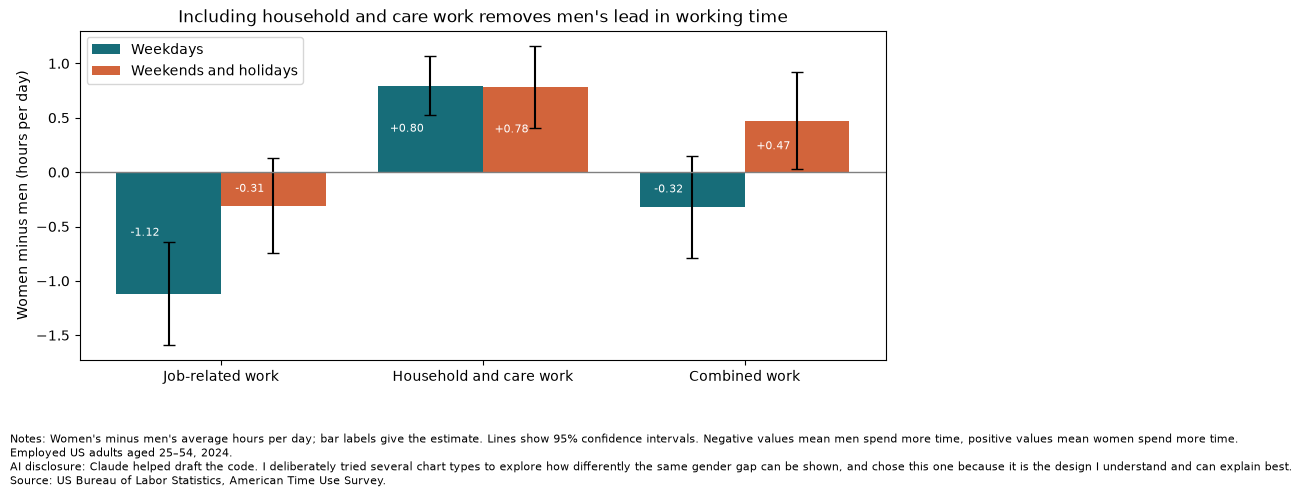 Including household and care work removes men's lead in working time
Weekdays
Weekends and holidays
Women minus men (hours per day)
1.0
0.5
0.0
−0.5
−1.0
−1.5
-1.12
-0.31
+0.80
+0.78
-0.32
+0.47
Job-related work
Household and care work
Combined work
Notes: Women's minus men's average hours per day; bar labels give the estimate. Lines show 95% confidence intervals. Negative values mean men spend more time, positive values mean women spend more time.
Employed US adults aged 25–54, 2024.
AI disclosure: Claude helped draft the code. I deliberately tried several chart types to explore how differently the same gender gap can be shown, and chose this one because it is the design I understand and can explain best.
Source: US Bureau of Labor Statistics, American Time Use Survey.